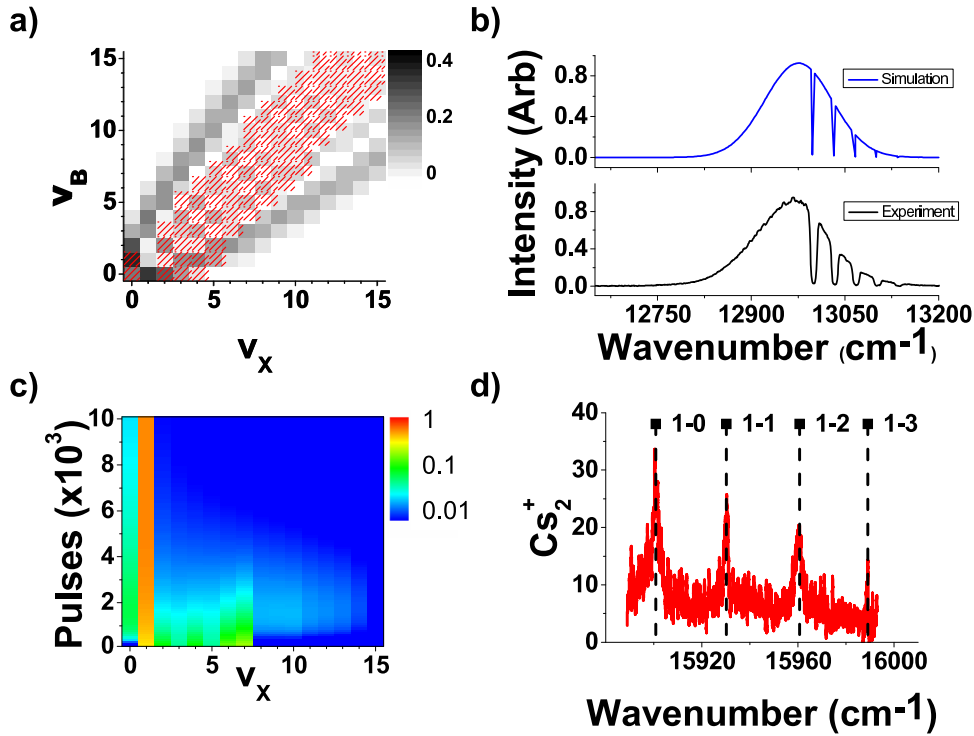 a)
15
10
5
0
v_B
0 5 10 15
v_X
0.4
0.2
0
b)
Intensity (Arb)
0.8
0.4
0.0
Simulation
0.8
0.4
0.0
Experiment
12750 12900 13050 13200
Wavenumber (cm-1)
c)
Pulses (x10^3)
10
8
6
4
2
0
0 5 10 15
v_X
1
0.1
0.01
d)
Cs_2^+
40
30
20
10
0
1-0 1-1 1-2 1-3
15920 15960 16000
Wavenumber (cm-1)